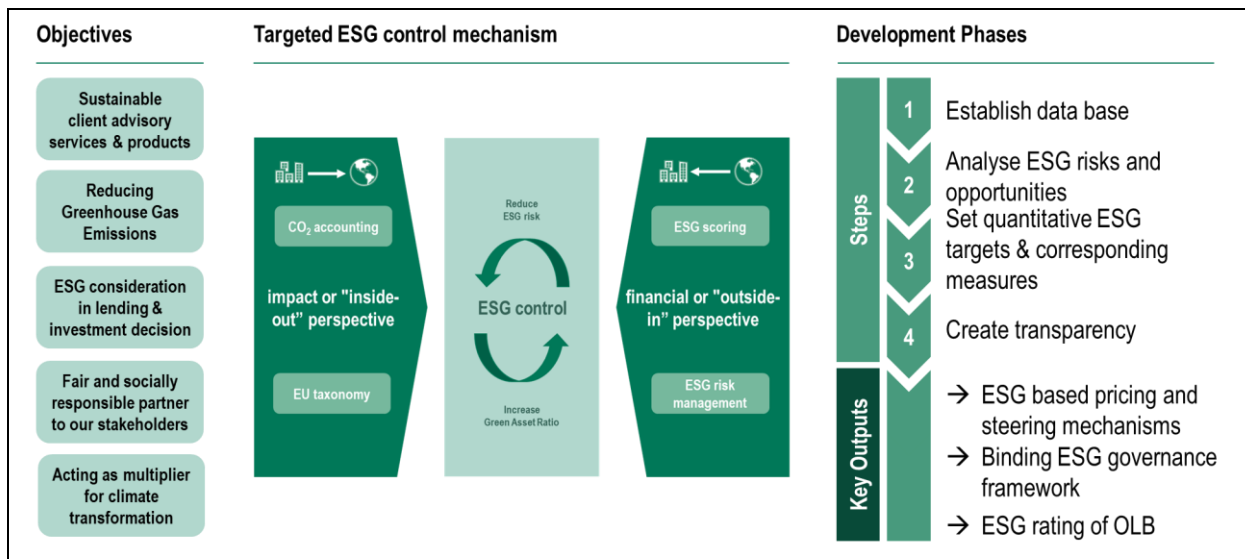 Objectives
Sustainable
client advisory
services & products
Reducing
Greenhouse Gas
Emissions
ESG consideration
in lending &
investment decision
Fair and socially
responsible partner
to our stakeholders
Acting as multiplier
for climate
transformation
Targeted ESG control mechanism
CO₂ accounting
impact or "inside-
out” perspective
EU taxonomy
Reduce
ESG risk
ESG control
Increase
Green Asset Ratio
ESG scoring
financial or "outside-
in” perspective
ESG risk
management
Development Phases
Steps
1
Establish data base
2
Analyse ESG risks and
opportunities
3
Set quantitative ESG
targets & corresponding
measures
4
Create transparency
Key Outputs
→ ESG based pricing and
steering mechanisms
→ Binding ESG governance
framework
→ ESG rating of OLB